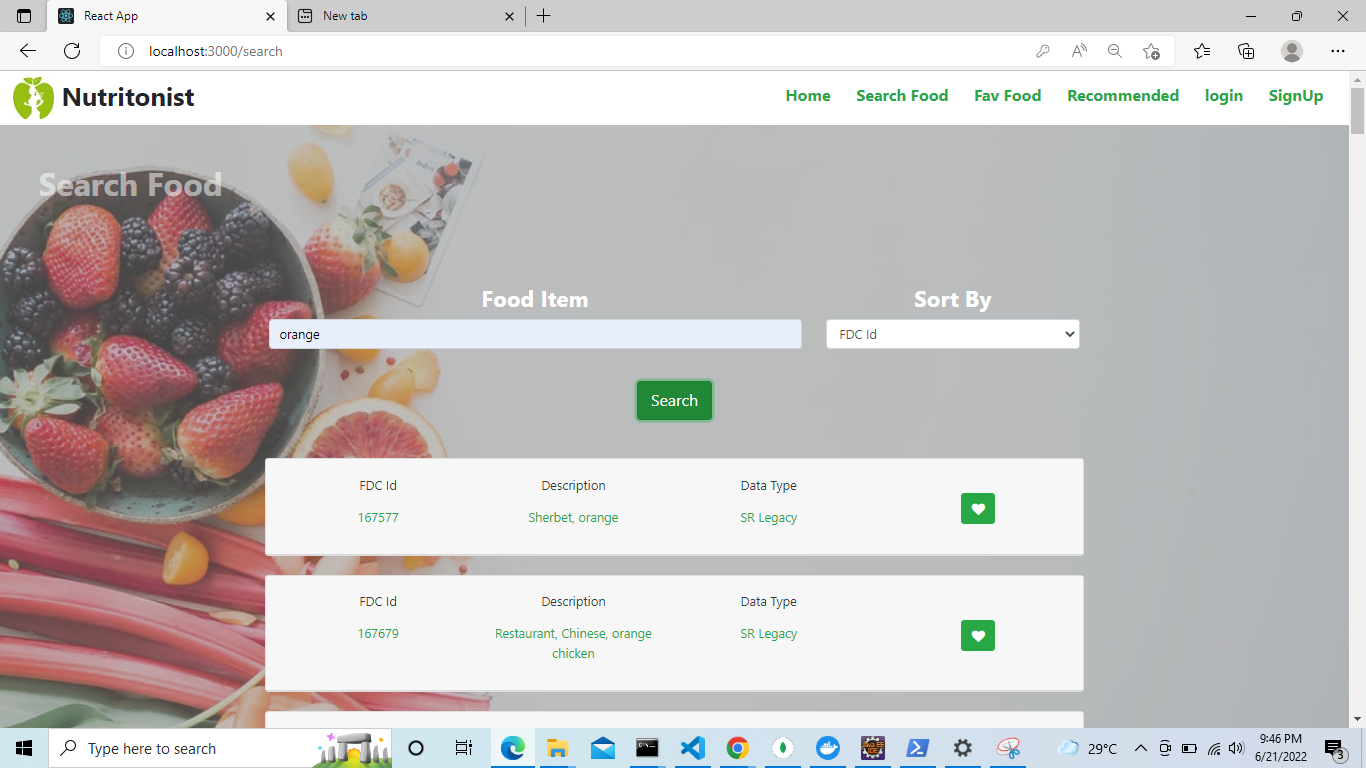 React App
New tab
localhost:3000/search
Nutritonist
Home
Search Food
Fav Food
Recommended
login
SignUp
Search Food
Food Item
Sort By
orange
FDC Id
Search
FDC Id
Description
Data Type
167577
Sherbet, orange
SR Legacy
FDC Id
Description
Data Type
167679
Restaurant, Chinese, orange
chicken
SR Legacy
Type here to search
29°C
9:46 PM
6/21/2022
3